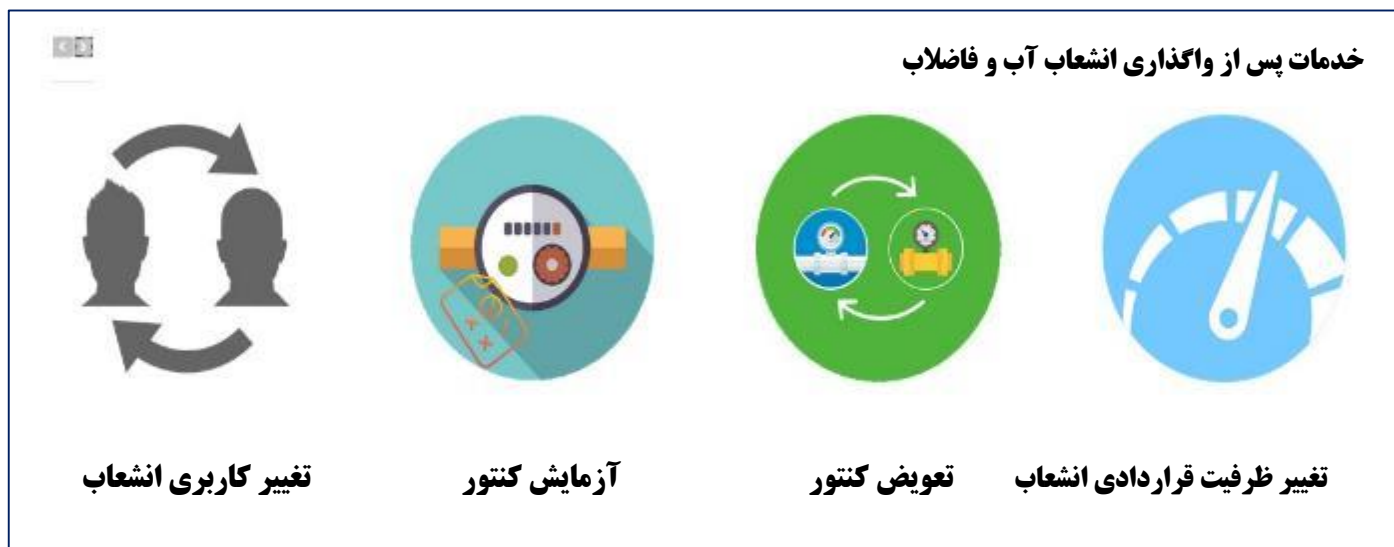 خدمات پس از واگذاری انشعاب آب و فاضلاب
تغییر ظرفیت قراردادی انشعاب
تعویض کنتور
آزمایش کنتور
تغییر کاربری انشعاب